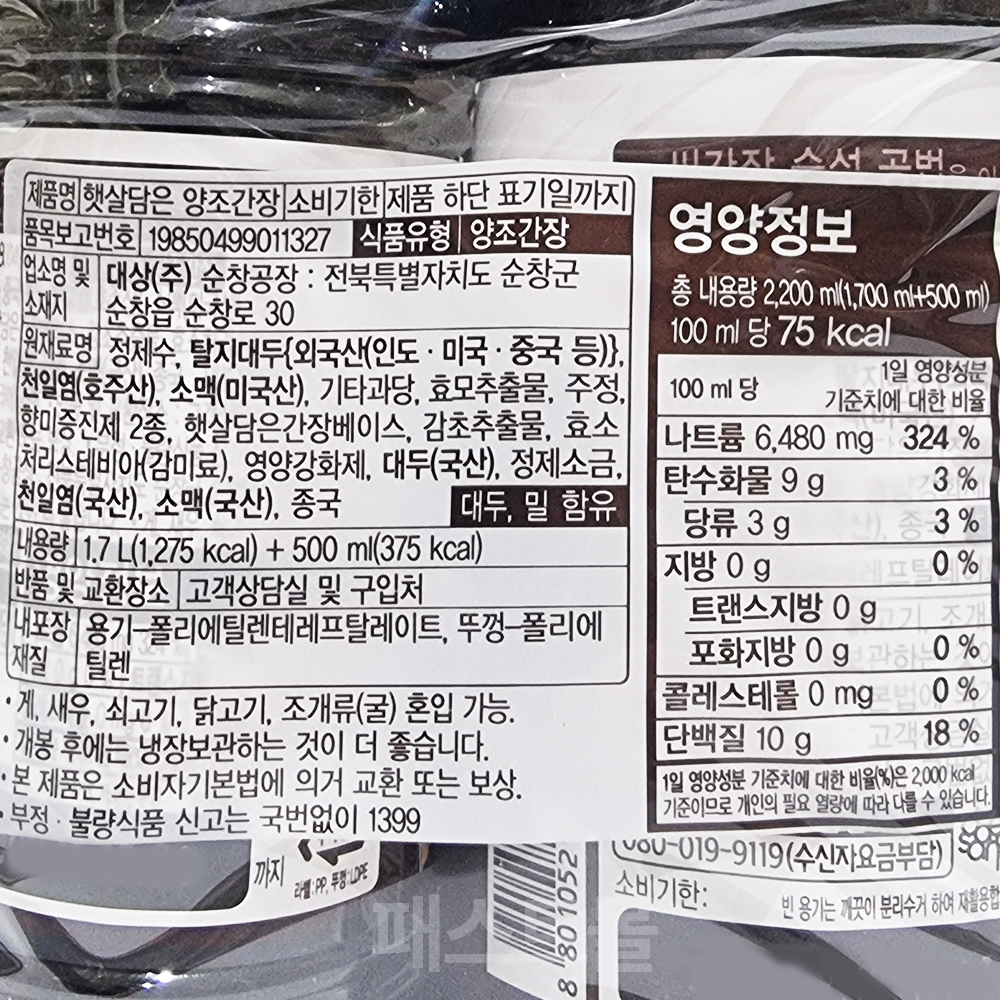 씨간장 숙성 공법은
제품명 햇살담은 양조간장 소비기한 제품 하단 표기일까지
품목보고번호 19850499011327 식품유형 양조간장
업소명 및 소재지 대상(주) 순창공장 : 전북특별자치도 순창군
순창읍 순창로 30
원재료명 정제수, 탈지대두{외국산(인도·미국·중국 등)},
천일염(호주산), 소맥(미국산), 기타과당, 효모추출물, 주정,
향미증진제 2종, 햇살담은간장베이스, 감초추출물, 효소
처리스테비아(감미료), 영양강화제, 대두(국산), 정제소금,
천일염(국산), 소맥(국산), 종국 대두, 밀 함유
내용량 1.7 L(1,275 kcal) + 500 ml(375 kcal)
반품 및 교환장소 고객상담실 및 구입처
내포장 재질 용기–폴리에틸렌테레프탈레이트, 뚜껑–폴리에
틸렌
·게, 새우, 쇠고기, 닭고기, 조개류(굴) 혼입 가능.
·개봉 후에는 냉장보관하는 것이 더 좋습니다.
·본 제품은 소비자기본법에 의거 교환 또는 보상.
·부정·불량식품 신고는 국번없이 1399
영양정보
총 내용량 2,200 ml(1,700 ml+500 ml)
100 ml 당 75 kcal
100 ml 당 1일 영양성분
기준치에 대한 비율
나트륨 6,480 mg 324 %
탄수화물 9 g 3 %
당류 3 g 3 %
지방 0 g 0 %
트랜스지방 0 g
포화지방 0 g 0 %
콜레스테롤 0 mg 0 %
단백질 10 g 18 %
1일 영양성분 기준치에 대한 비율(%)은 2,000 kcal
기준이므로 개인의 필요 열량에 따라 다를 수 있습니다.
까지
라벨:PP, 뚜껑:LDPE
8 801052
080-019-9119(수신자요금부담)
소비기한:
빈 용기는 깨끗이 분리수거 하여 재활용합